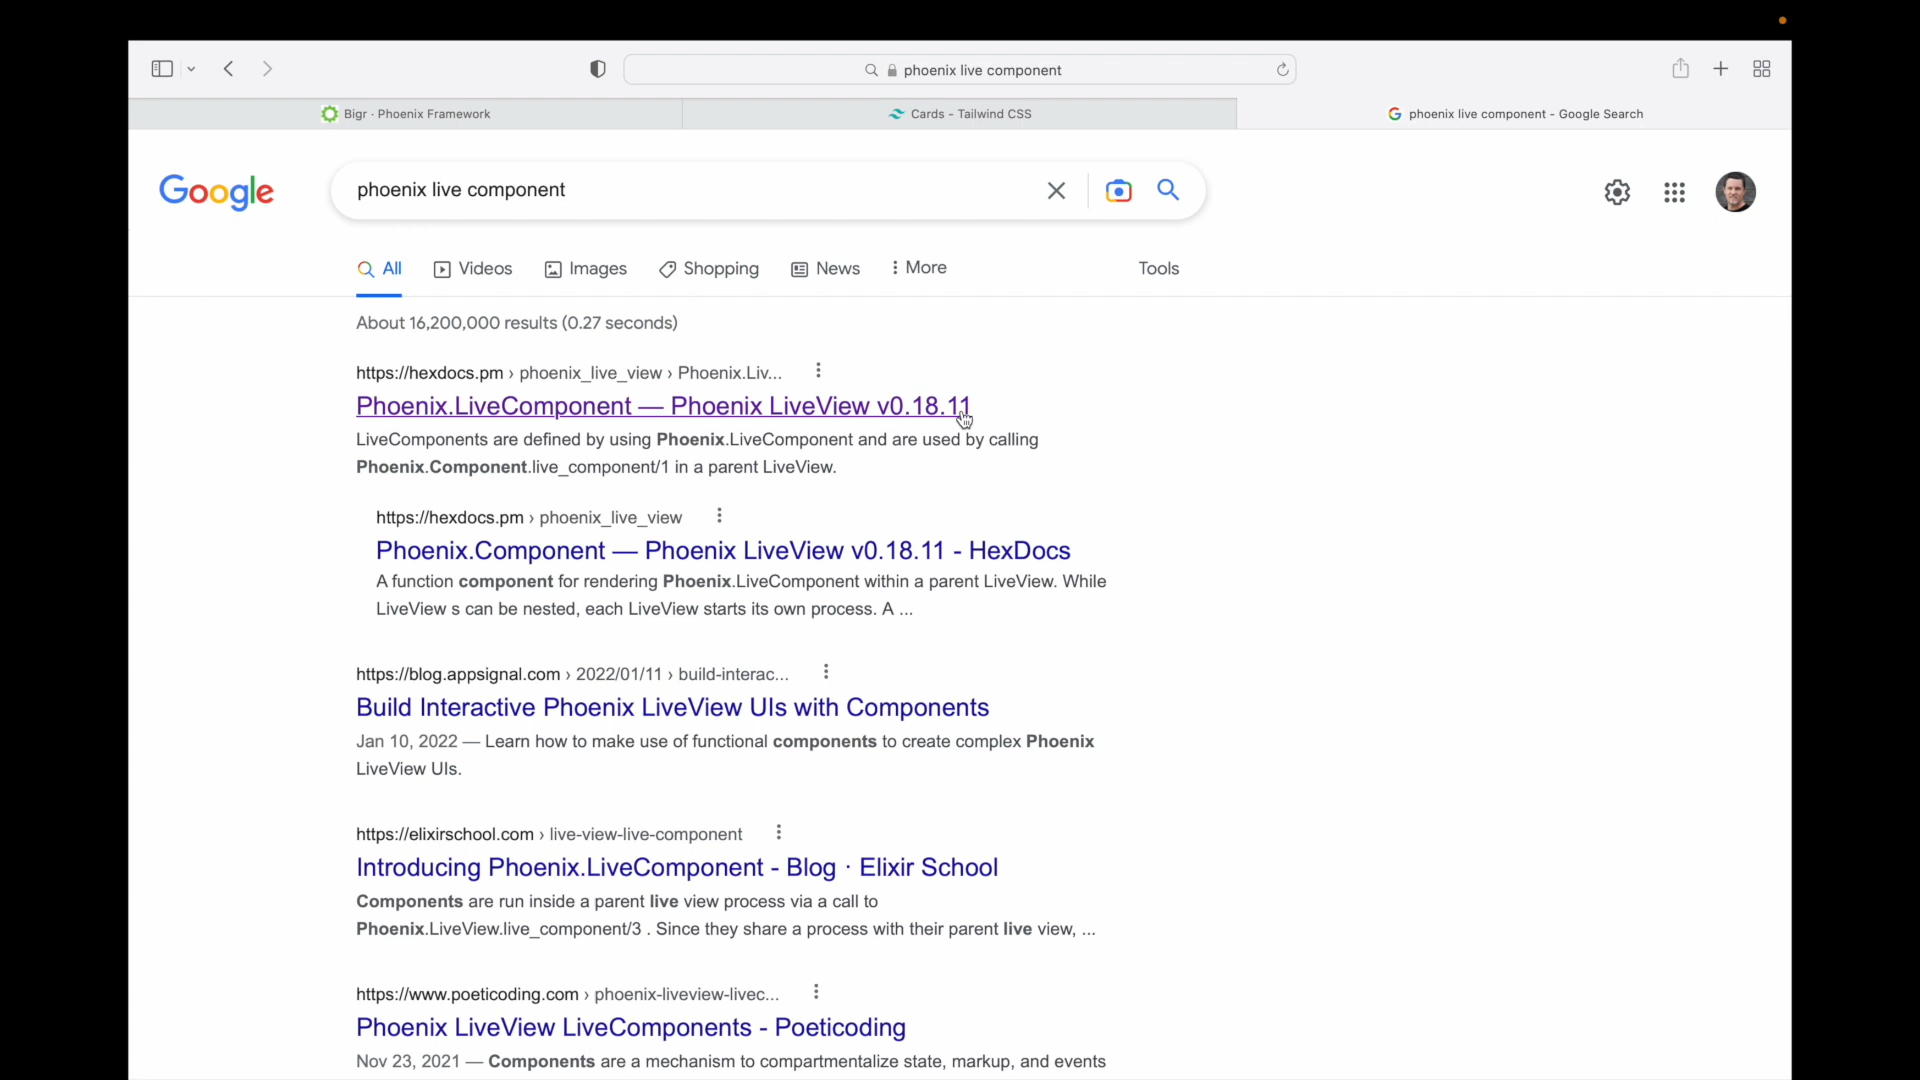 phoenix live component
Bigr · Phoenix Framework
Cards - Tailwind CSS
phoenix live component - Google Search
Google
phoenix live component
All
Videos
Images
Shopping
News
More
Tools
About 16,200,000 results (0.27 seconds)
https://hexdocs.pm › phoenix_live_view › Phoenix.Liv...
Phoenix.LiveComponent — Phoenix LiveView v0.18.11
LiveComponents are defined by using Phoenix.LiveComponent and are used by calling
Phoenix.Component.live_component/1 in a parent LiveView.
https://hexdocs.pm › phoenix_live_view
Phoenix.Component — Phoenix LiveView v0.18.11 - HexDocs
A function component for rendering Phoenix.LiveComponent within a parent LiveView. While
LiveView s can be nested, each LiveView starts its own process. A ...
https://blog.appsignal.com › 2022/01/11 › build-interac...
Build Interactive Phoenix LiveView UIs with Components
Jan 10, 2022 — Learn how to make use of functional components to create complex Phoenix
LiveView UIs.
https://elixirschool.com › live-view-live-component
Introducing Phoenix.LiveComponent - Blog · Elixir School
Components are run inside a parent live view process via a call to
Phoenix.LiveView.live_component/3 . Since they share a process with their parent live view, ...
https://www.poeticoding.com › phoenix-liveview-livec...
Phoenix LiveView LiveComponents - Poeticoding
Nov 23, 2021 — Components are a mechanism to compartmentalize state, markup, and events